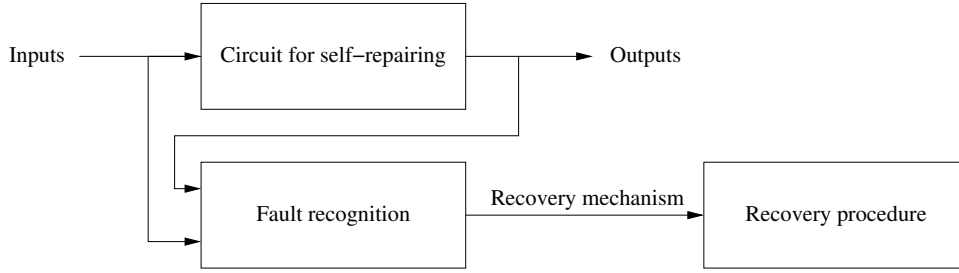 Inputs
Circuit for self−repairing
Outputs
Fault recognition
Recovery mechanism
Recovery procedure